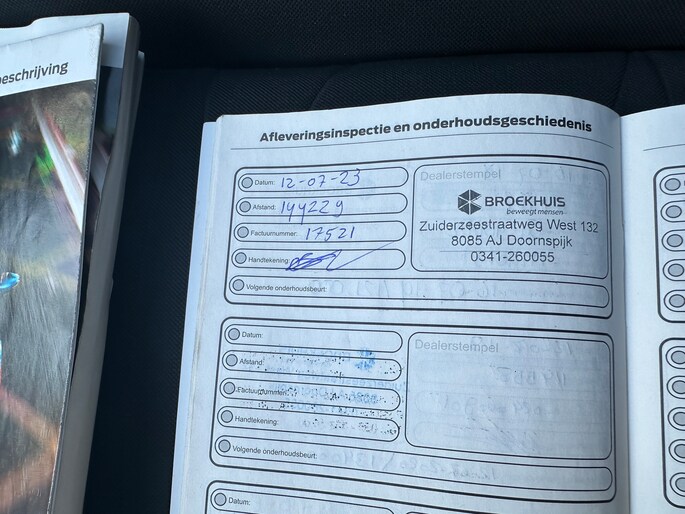 beschrijving
Afleveringsinspectie en onderhoudsgeschiedenis
Datum: 12-07-23
Afstand: 144229
Factuurnummer: 17521
Handtekening:
Volgende onderhoudsbeurt:
Dealerstempel
BROEKHUIS
beweegt mensen
Zuiderzeestraatweg West 132
8085 AJ Doornspijk
0341-260055
Datum:
Afstand:
Factuurnummer:
Handtekening:
Volgende onderhoudsbeurt:
Dealerstempel
Datum: